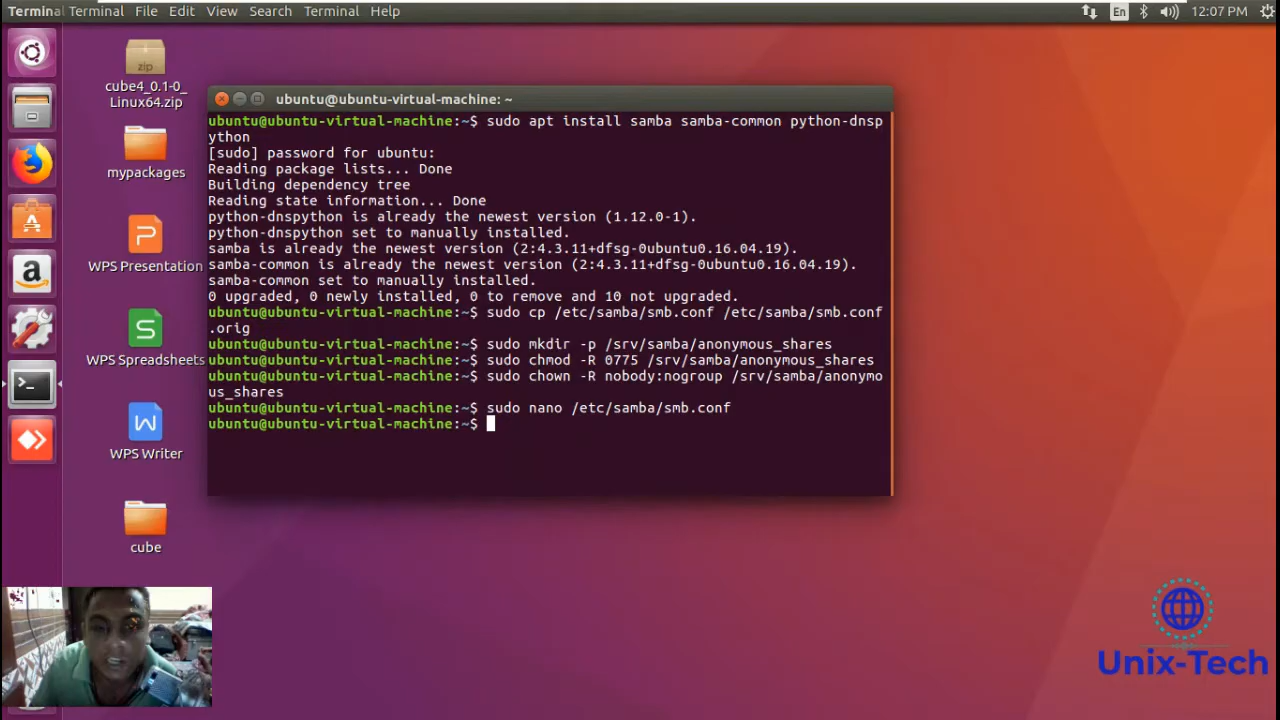 Terminal Terminal File Edit View Search Terminal Help
En
12:07 PM
zip
cube4_0.1-0_
Linux64.zip
mypackages
WPS Presentation
WPS Spreadsheets
WPS Writer
cube
ubuntu@ubuntu-virtual-machine: ~
ubuntu@ubuntu-virtual-machine:~$ sudo apt install samba samba-common python-dnsp
ython
[sudo] password for ubuntu:
Reading package lists... Done
Building dependency tree
Reading state information... Done
python-dnspython is already the newest version (1.12.0-1).
python-dnspython set to manually installed.
samba is already the newest version (2:4.3.11+dfsg-0ubuntu0.16.04.19).
samba-common is already the newest version (2:4.3.11+dfsg-0ubuntu0.16.04.19).
samba-common set to manually installed.
0 upgraded, 0 newly installed, 0 to remove and 10 not upgraded.
ubuntu@ubuntu-virtual-machine:~$ sudo cp /etc/samba/smb.conf /etc/samba/smb.conf
.orig
ubuntu@ubuntu-virtual-machine:~$ sudo mkdir -p /srv/samba/anonymous_shares
ubuntu@ubuntu-virtual-machine:~$ sudo chmod -R 0775 /srv/samba/anonymous_shares
ubuntu@ubuntu-virtual-machine:~$ sudo chown -R nobody:nogroup /srv/samba/anonymo
us_shares
ubuntu@ubuntu-virtual-machine:~$ sudo nano /etc/samba/smb.conf
ubuntu@ubuntu-virtual-machine:~$
Unix-Tech